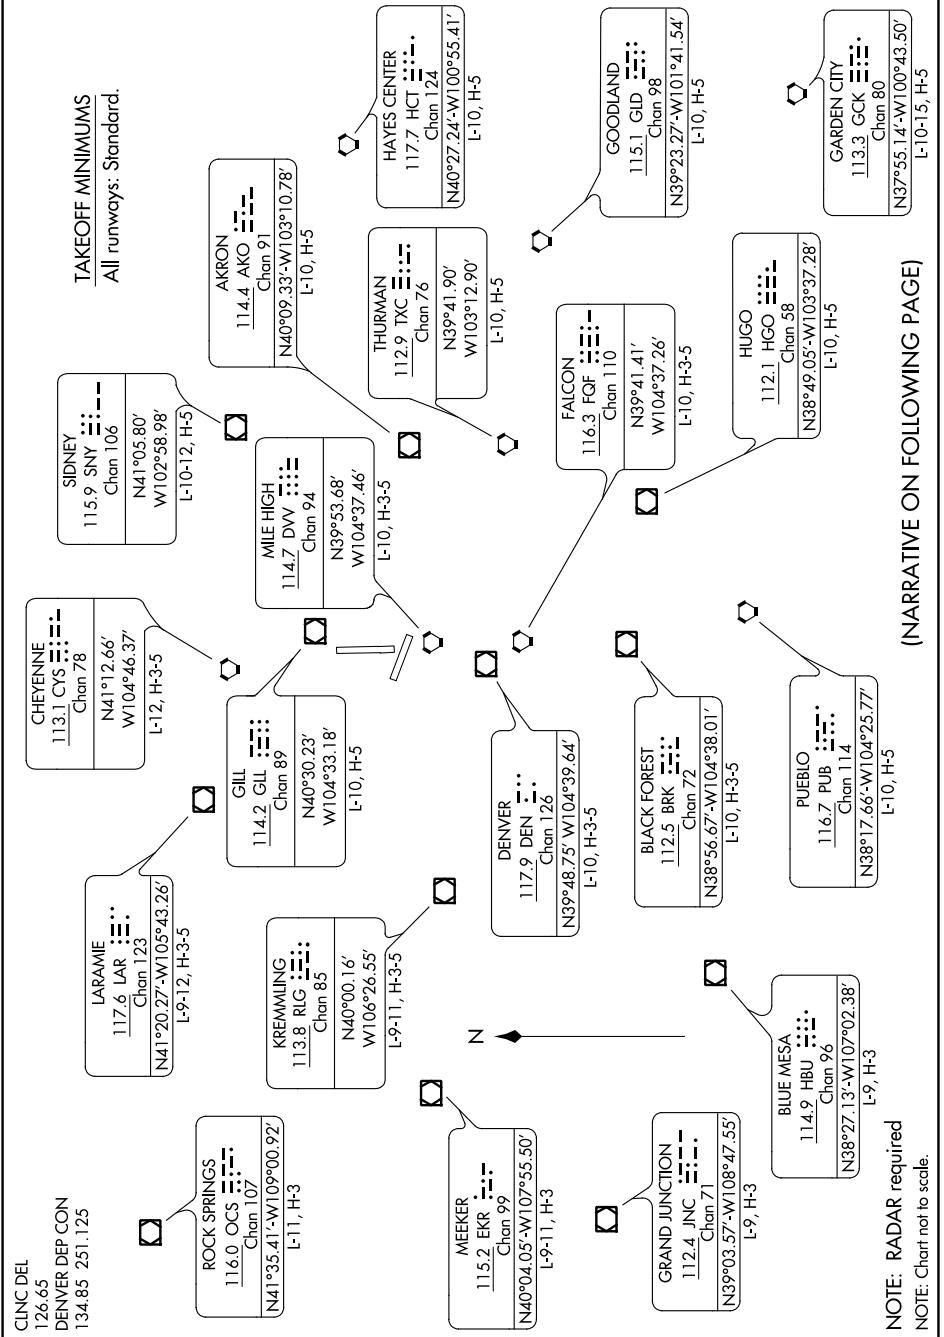 CLNC DEL
126.65
DENVER DEP CON
134.85 251.125
TAKEOFF MINIMUMS
All runways: Standard.
ROCK SPRINGS
116.0 OCS
Chan 107
N41°35.41'-W109°00.92'
L-11, H-3
LARAMIE
117.6 LAR
Chan 123
N41°20.27'-W105°43.26'
L-9-12, H-3-5
CHEYENNE
113.1 CYS
Chan 78
N41°12.66'
W104°46.37'
L-12, H-3-5
SIDNEY
115.9 SNY
Chan 106
N41°05.80'
W102°58.98'
L-10-12, H-5
AKRON
114.4 AKO
Chan 91
N40°09.33'-W103°10.78'
L-10, H-5
HAYES CENTER
117.7 HCT
Chan 124
N40°27.24'-W100°55.41'
L-10, H-5
GILL
114.2 GLL
Chan 89
N40°30.23'
W104°33.18'
L-10, H-5
MILE HIGH
114.7 DVV
Chan 94
N39°53.68'
W104°37.46'
L-10, H-3-5
KREMMLING
113.8 RLG
Chan 85
N40°00.16'
W106°26.55'
L-9-11, H-3-5
THURMAN
112.9 TXC
Chan 76
N39°41.90'
W103°12.90'
L-10, H-5
MEEKER
115.2 EKR
Chan 99
N40°04.05'-W107°55.50'
L-9-11, H-3
N
DENVER
117.9 DEN
Chan 126
N39°48.75' W104°39.64'
L-10, H-3-5
FALCON
116.3 FQF
Chan 110
N39°41.41'
W104°37.26'
L-10, H-3-5
GOODLAND
115.1 GLD
Chan 98
N39°23.27'-W101°41.54'
L-10, H-5
GRAND JUNCTION
112.4 JNC
Chan 71
N39°03.57'-W108°47.55'
L-9, H-3
BLACK FOREST
112.5 BRK
Chan 72
N38°56.67'-W104°38.01'
L-10, H-3-5
HUGO
112.1 HGO
Chan 58
N38°49.05'-W103°37.28'
L-10, H-5
BLUE MESA
114.9 HBU
Chan 96
N38°27.13'-W107°02.38'
L-9, H-3
PUEBLO
116.7 PUB
Chan 114
N38°17.66'-W104°25.77'
L-10, H-5
GARDEN CITY
113.3 GCK
Chan 80
N37°55.14'-W100°43.50'
L-10-15, H-5
(NARRATIVE ON FOLLOWING PAGE)
NOTE: RADAR required
NOTE: Chart not to scale.